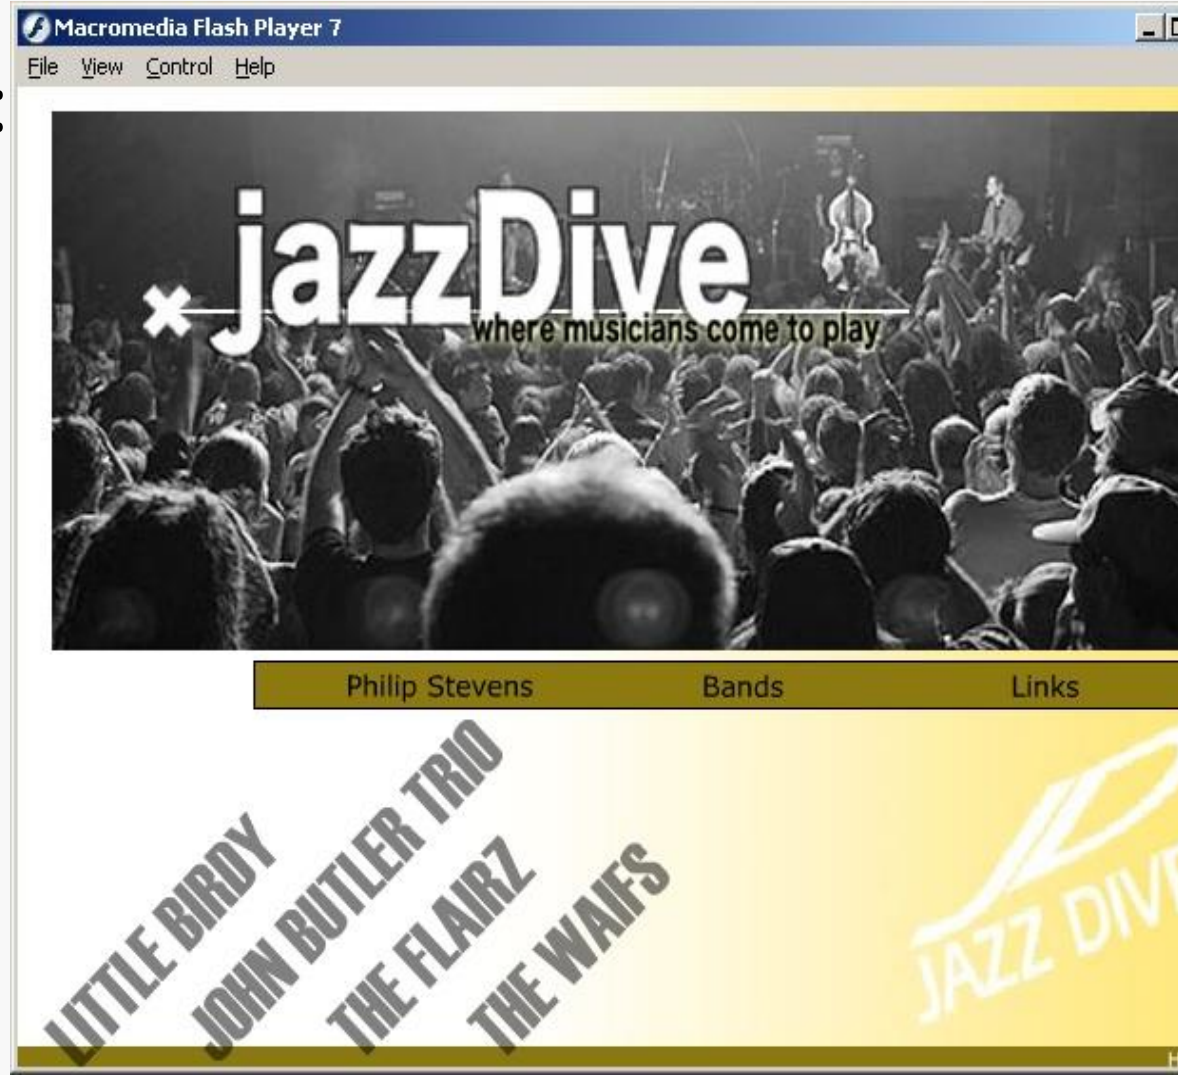 Macromedia Flash Player 7
File View Control Help
jazzDive
where musicians come to play
Philip Stevens Bands Links
LITTLE BIRDY
JOHN BUTLER TRIO
THE FLAIRZ
THE WAIFS
JAZZ DIVE
H